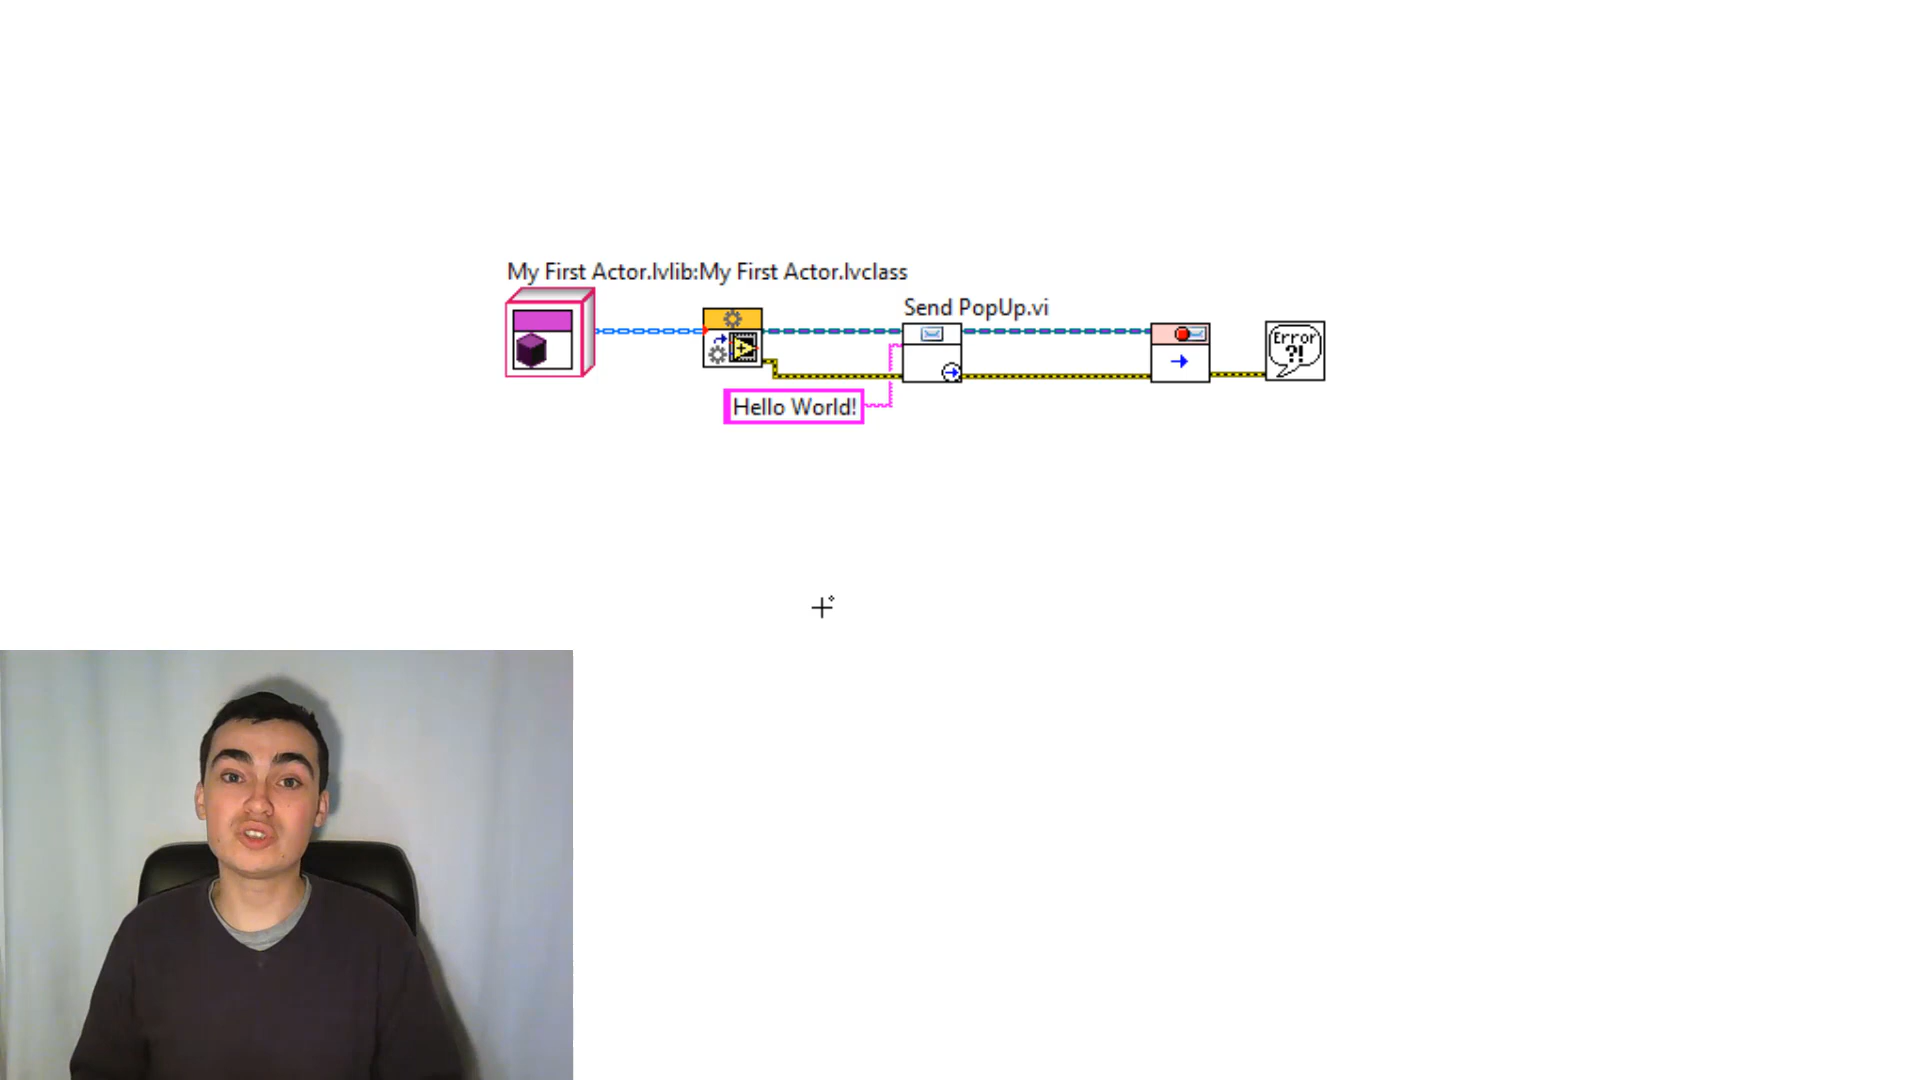 My First Actor.lvlib:My First Actor.lvclass
Send PopUp.vi
Error
?!
Hello World!